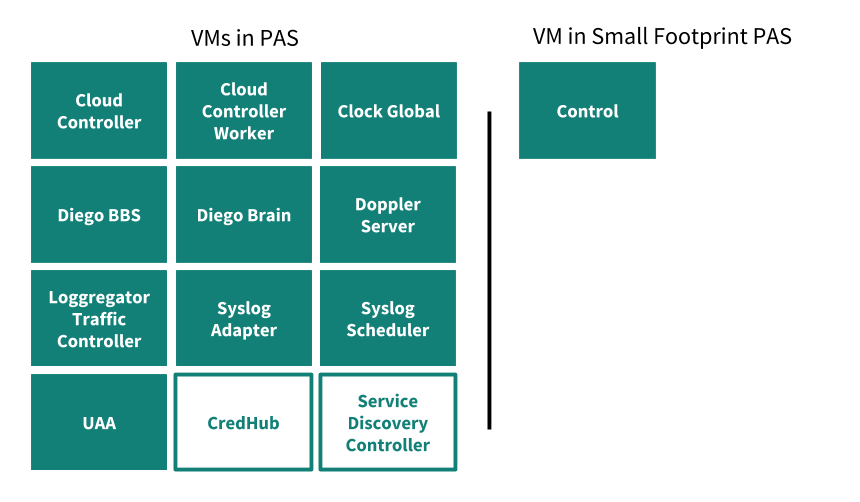 VMs in PAS
VM in Small Footprint PAS
Cloud
Controller
Cloud
Controller
Worker
Clock Global
Control
Diego BBS
Diego Brain
Doppler
Server
Loggregator
Traffic
Controller
Syslog
Adapter
Syslog
Scheduler
UAA
CredHub
Service
Discovery
Controller